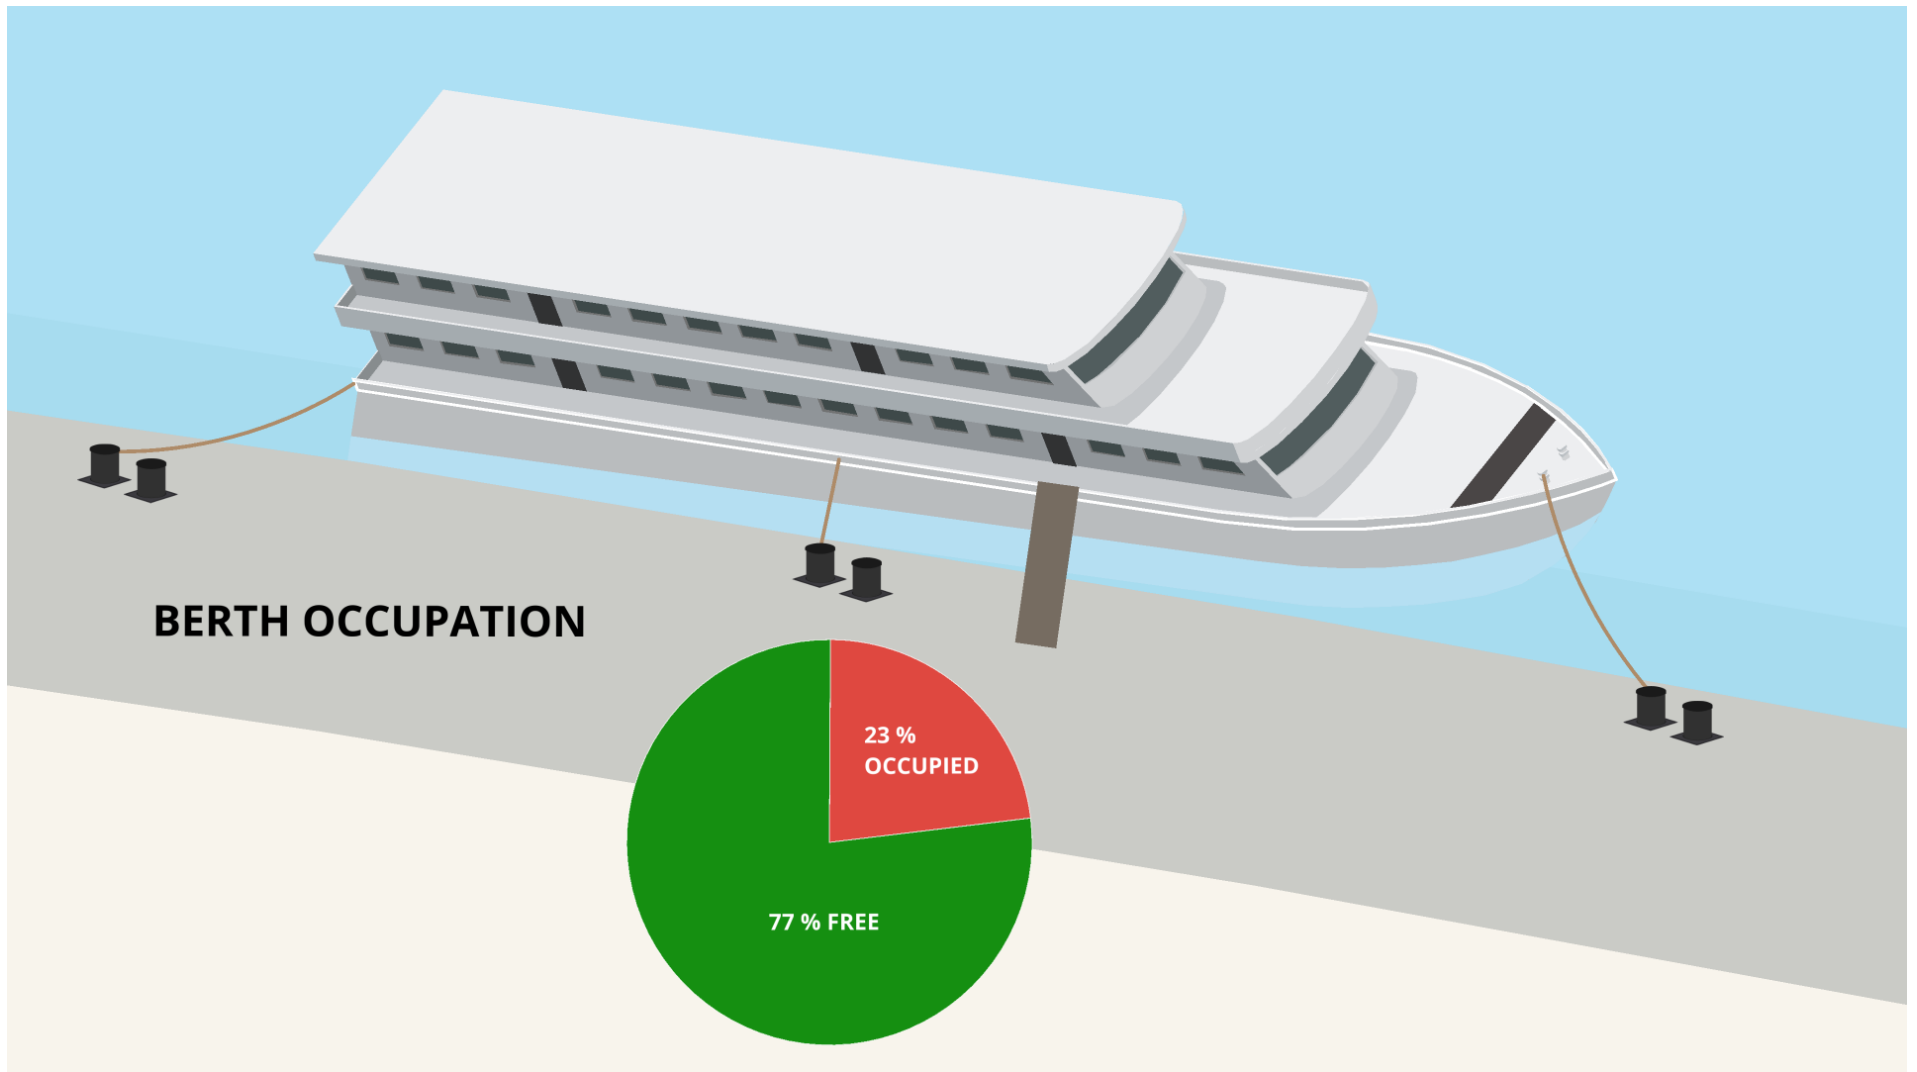 BERTH OCCUPATION
23 %
OCCUPIED
77 % FREE